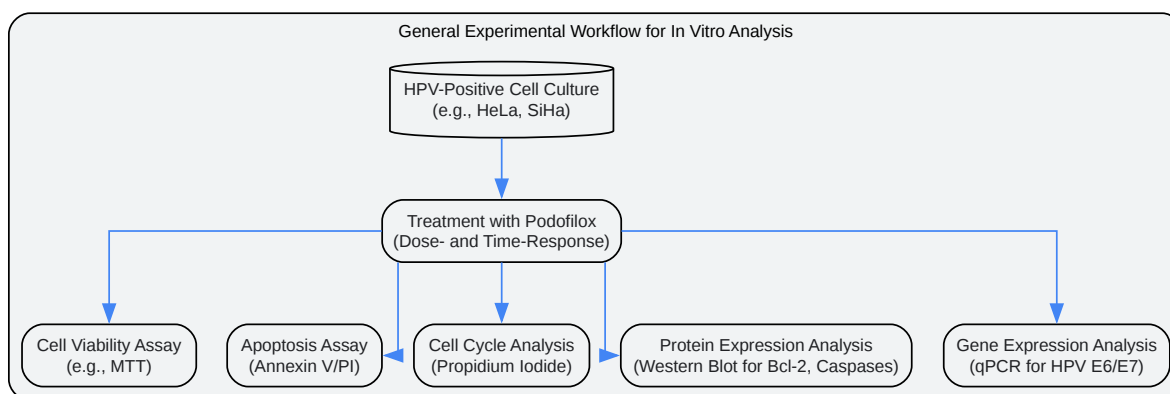 General Experimental Workflow for In Vitro Analysis
HPV-Positive Cell Culture
(e.g., HeLa, SiHa)
Treatment with Podofilox
(Dose- and Time-Response)
Cell Viability Assay
(e.g., MTT)
Apoptosis Assay
(Annexin V/PI)
Cell Cycle Analysis
(Propidium Iodide)
Protein Expression Analysis
(Western Blot for Bcl-2, Caspases)
Gene Expression Analysis
(qPCR for HPV E6/E7)